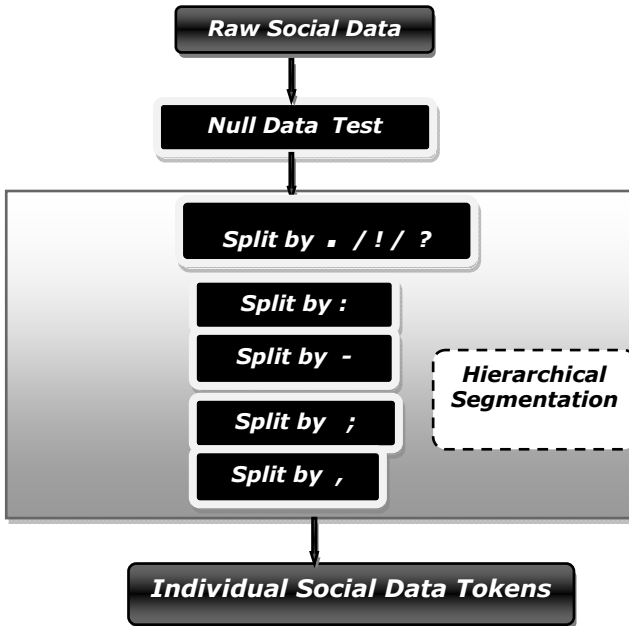 Raw Social Data
Null Data Test
Split by . / ! / ?
Split by :
Split by -
Hierarchical
Segmentation
Split by ;
Split by ,
Individual Social Data Tokens